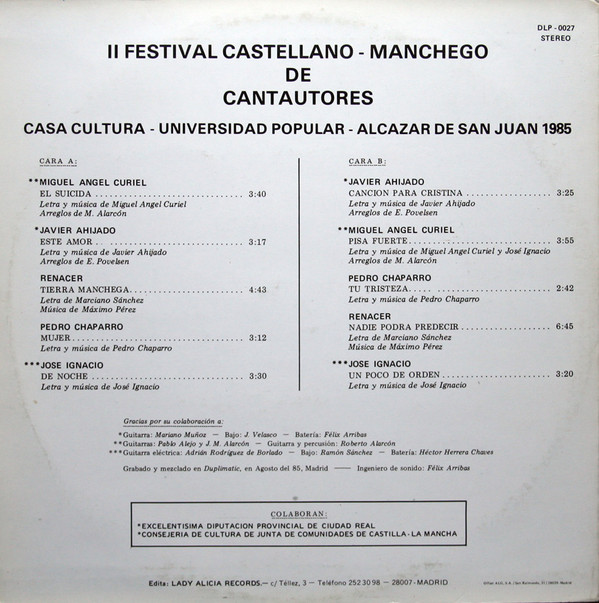 DLP - 0027
STEREO
II FESTIVAL CASTELLANO - MANCHEGO
DE
CANTAUTORES
CASA CULTURA - UNIVERSIDAD POPULAR - ALCAZAR DE SAN JUAN 1985
CARA A:
**MIGUEL ANGEL CURIEL
EL SUICIDA ........................ 3:40
Letra y música de Miguel Angel Curiel
Arreglos de M. Alarcón
*JAVIER AHIJADO
ESTE AMOR ........................ 3:17
Letra y música de Javier Ahijado
Arreglos de E. Povelsen
RENACER
TIERRA MANCHEGA.................. 4:43
Letra de Marciano Sánchez
Música de Máximo Pérez
PEDRO CHAPARRO
MUJER............................. 3:12
Letra y música de Pedro Chaparro
***JOSE IGNACIO
DE NOCHE ......................... 3:30
Letra y música de José Ignacio
CARA B:
*JAVIER AHIJADO
CANCION PARA CRISTINA ............. 3:25
Letra y música de Javier Ahijado
Arreglos de E. Povelsen
**MIGUEL ANGEL CURIEL
PISA FUERTE....................... 3:55
Letra y música de Miguel Angel Curiel y José Ignacio
Arreglos de M. Alarcón
PEDRO CHAPARRO
TU TRISTEZA..... .................. 2:42
Letra y música de Pedro Chaparro
RENACER
NADIE PODRA PREDECIR .............. 6:45
Letra de Marciano Sánchez
Música de Máximo Pérez
***JOSE IGNACIO
UN POCO DE ORDEN ................. 3:20
Letra y música de José Ignacio
Gracias por su colaboración a:
*Guitarra: Mariano Muñoz — Bajo: J. Velasco — Batería: Félix Arribas
**Guitarras: Pablo Alejo y J. M. Alarcón — Guitarra y percusión: Roberto Alarcón
***Guitarra eléctrica: Adrián Rodríguez de Borlado — Bajo: Ramón Sánchez — Batería: Héctor Herrera Chaves
Grabado y mezclado en Duplimatic, en Agosto del 85, Madrid —— Ingeniero de sonido: Félix Arribas
COLABORAN:
*EXCELENTISIMA DIPUTACION PROVINCIAL DE CIUDAD REAL
*CONSEJERIA DE CULTURA DE JUNTA DE COMUNIDADES DE CASTILLA - LA MANCHA
Edita: LADY ALICIA RECORDS.— c/ Téllez, 3 — Teléfono 252 30 98 — 28007 - MADRID